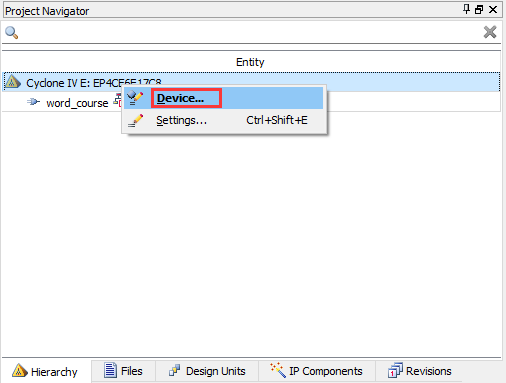 Project Navigator
Entity
Cyclone IV E: EP4CE6E17C8
word_course
Device...
Settings... Ctrl+Shift+E
Hierarchy Files Design Units IP Components Revisions